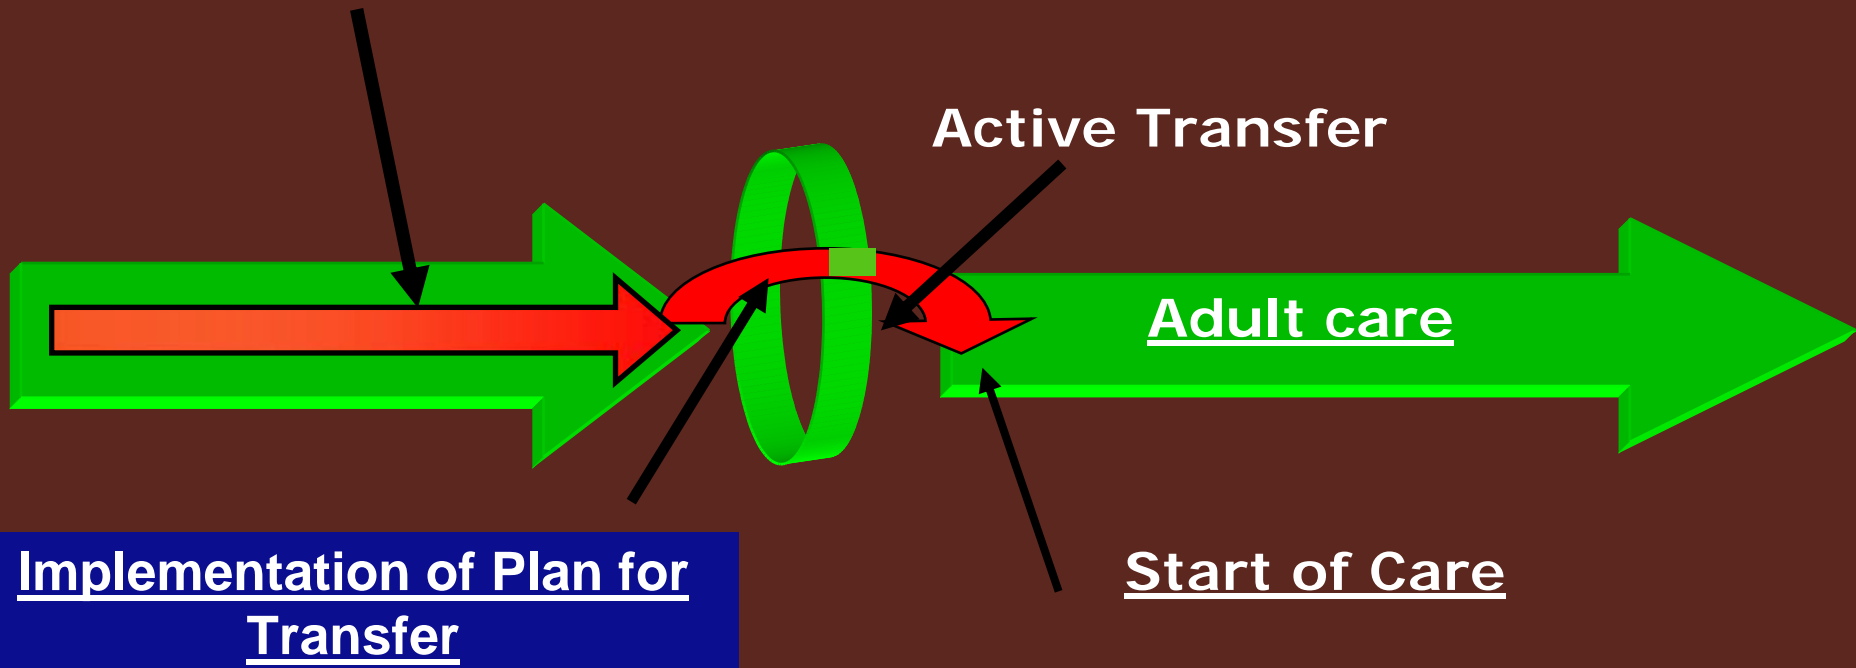 Active Transfer
Adult care
Implementation of Plan for
Transfer
Start of Care